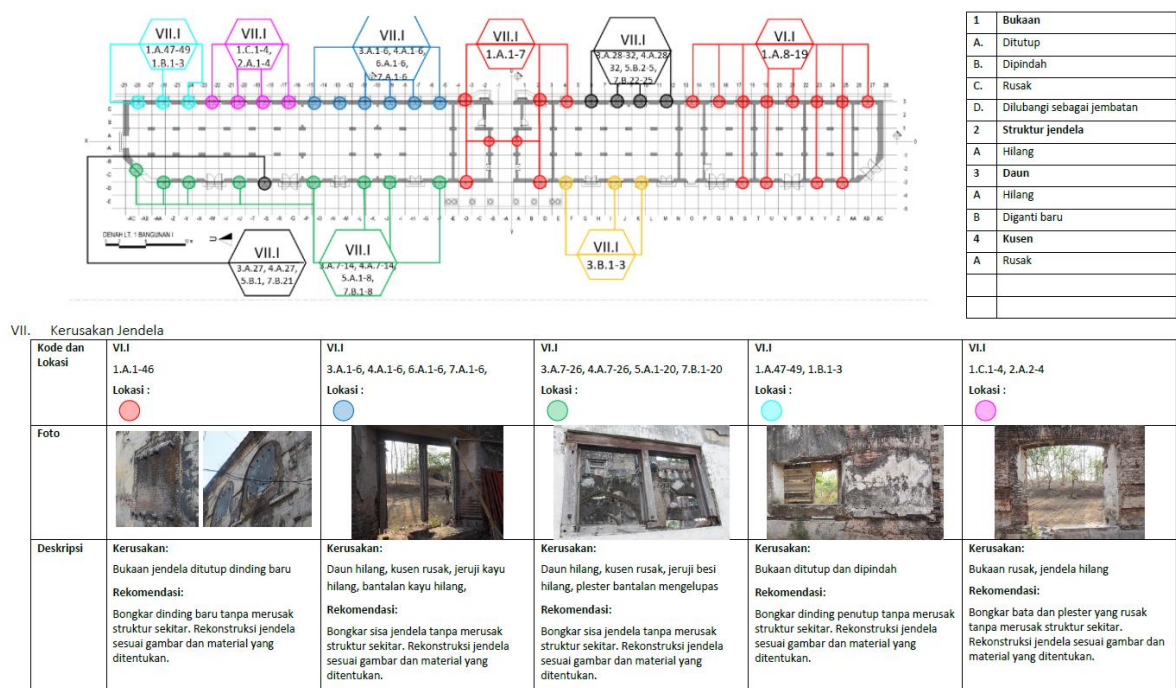 VII.I
1.A.47-49
1.B.1-3
VII.I
1.C.1-4,
2.A.1-4
VII.I
3.A.1-6, 4.A.1-6,
6.A.1-6,
7.A.1-6
VII.I
1.A.1-7
VII.I
3.A.28-32, 4.A.28
32, 5.B.2-5,
7.B.22-25
VI.I
1.A.8-19
1 Bukaan
A. Ditutup
B. Dipindah
C. Rusak
D. Dilubangi sebagai jembatan
2 Struktur jendela
A Hilang
3 Daun
A Hilang
B Diganti baru
4 Kusen
A Rusak
DENAH LT. 1 BANGUNAN I
U
VII.I
3.A.27, 4.A.27,
5.B.1, 7.B.21
VII.I
3.A.7-14, 4.A.7-14,
5.A.1-8,
7.B.1-8
VII.I
3.B.1-3
VII. Kerusakan Jendela
Kode dan Lokasi
VI.I
1.A.1-46
Lokasi :
VI.I
3.A.1-6, 4.A.1-6, 6.A.1-6, 7.A.1-6,
Lokasi :
VI.I
3.A.7-26, 4.A.7-26, 5.A.1-20, 7.B.1-20
Lokasi :
VI.I
1.A.47-49, 1.B.1-3
Lokasi :
VI.I
1.C.1-4, 2.A.2-4
Lokasi :
Foto
Deskripsi
Kerusakan:
Bukaan jendela ditutup dinding baru
Rekomendasi:
Bongkar dinding baru tanpa merusak
struktur sekitar. Rekonstruksi jendela
sesuai gambar dan material yang
ditentukan.
Kerusakan:
Daun hilang, kusen rusak, jeruji kayu
hilang, bantalan kayu hilang,
Rekomendasi:
Bongkar sisa jendela tanpa merusak
struktur sekitar. Rekonstruksi jendela
sesuai gambar dan material yang
ditentukan.
Kerusakan:
Daun hilang, kusen rusak, jeruji besi
hilang, plester bantalan mengelupas
Rekomendasi:
Bongkar sisa jendela tanpa merusak
struktur sekitar. Rekonstruksi jendela
sesuai gambar dan material yang
ditentukan.
Kerusakan:
Bukaan ditutup dan dipindah
Rekomendasi:
Bongkar dinding penutup tanpa merusak
struktur sekitar. Rekonstruksi jendela
sesuai gambar dan material yang
ditentukan.
Kerusakan:
Bukaan rusak, jendela hilang
Rekomendasi:
Bongkar bata dan plester yang rusak
tanpa merusak struktur sekitar.
Rekonstruksi jendela sesuai gambar dan
material yang ditentukan.